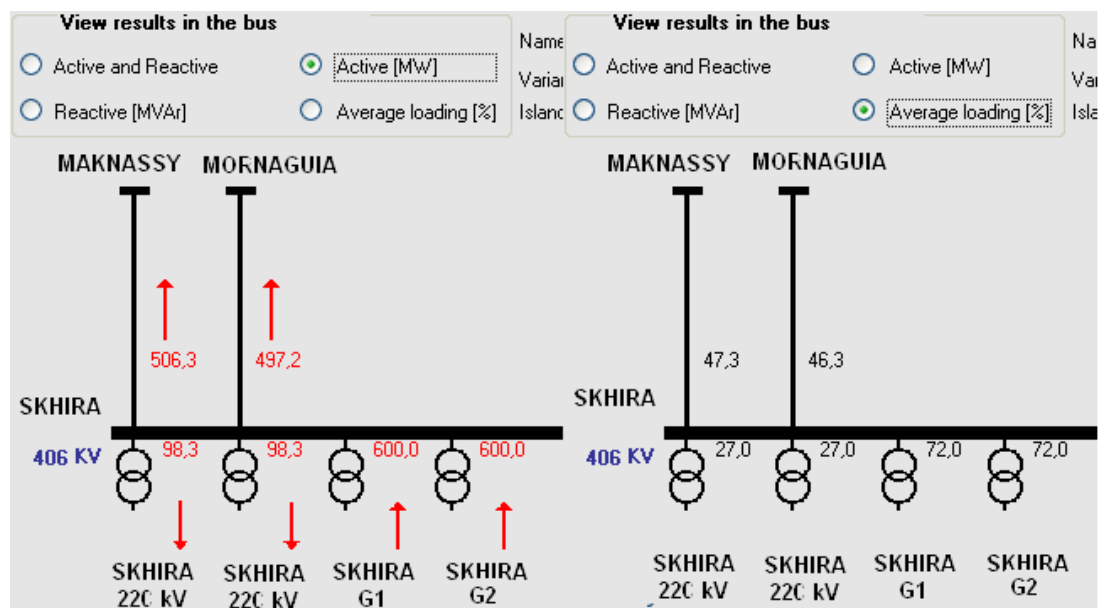 View results in the bus
Active and Reactive
Active [MW]
Reactive [MVAr]
Average loading [%]
Name
Varian
Islanc
MAKNASSY MORNAGUIA
506,3 497,2
SKHIRA
406 KV
98,3 98,3 600,0 600,0
SKHIRA SKHIRA SKHIRA SKHIRA
220 kV 220 kV G1 G2
View results in the bus
Active and Reactive
Active [MW]
Reactive [MVAr]
Average loading [%]
Na
Var
Isla
MAKNASSY MORNAGUIA
47,3 46,3
SKHIRA
406 KV
27,0 27,0 72,0 72,0
SKHIRA SKHIRA SKHIRA SKHIRA
220 kV 220 kV G1 G2